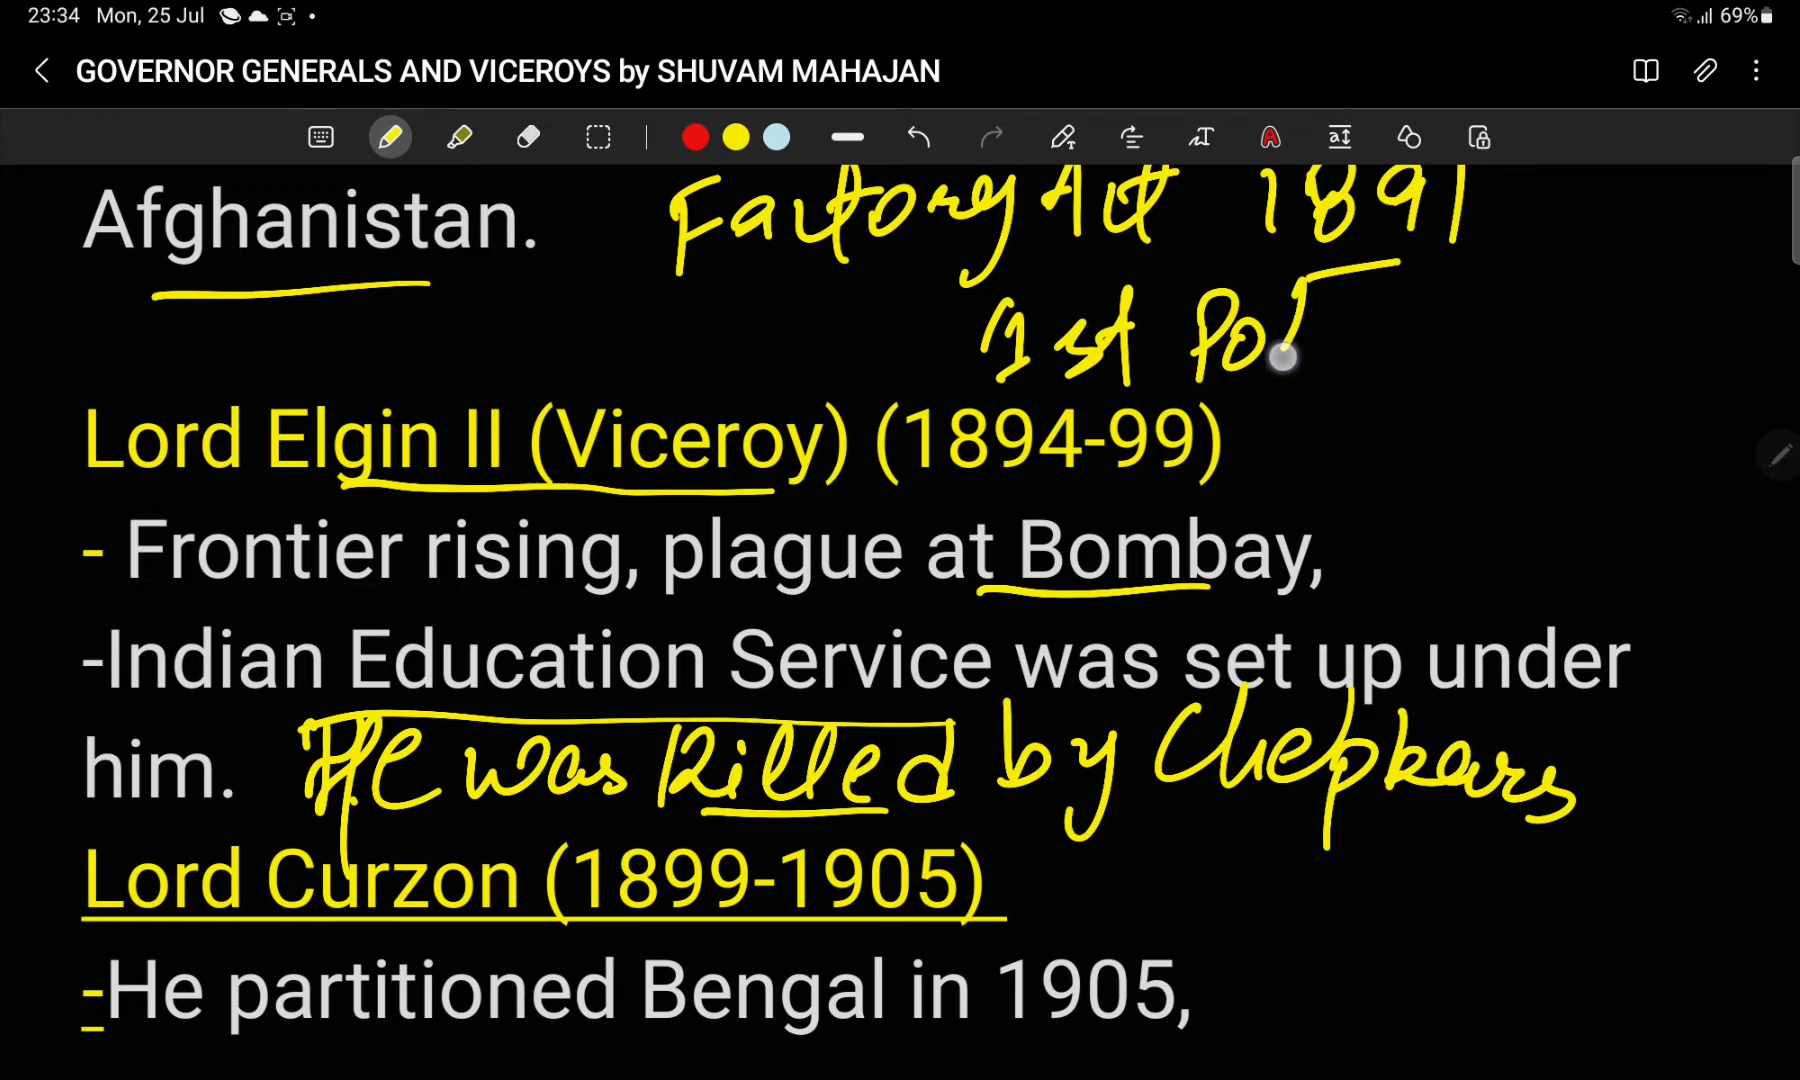 23:34 Mon, 25 Jul 69%
GOVERNOR GENERALS AND VICEROYS by SHUVAM MAHAJAN
Afghanistan. Factory Act 1891
1st Pol
Lord Elgin II (Viceroy) (1894-99)
- Frontier rising, plague at Bombay,
-Indian Education Service was set up under
him. He was killed by Chepkars
Lord Curzon (1899-1905)
-He partitioned Bengal in 1905,